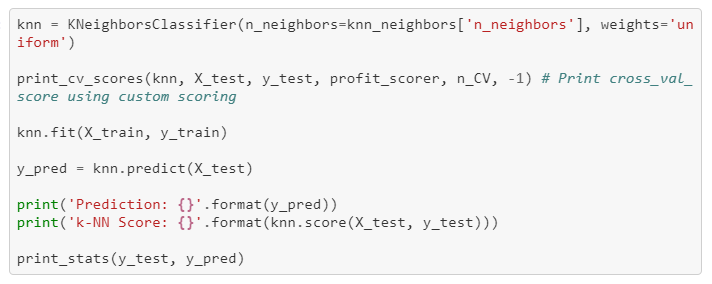 knn = KNeighborsClassifier(n_neighbors=knn_neighbors['n_neighbors'], weights='un
iform')
print_cv_scores(knn, X_test, y_test, profit_scorer, n_CV, -1) # Print cross_val_
score using custom scoring
knn.fit(X_train, y_train)
y_pred = knn.predict(X_test)
print('Prediction: {}'.format(y_pred))
print('k-NN Score: {}'.format(knn.score(X_test, y_test)))
print_stats(y_test, y_pred)